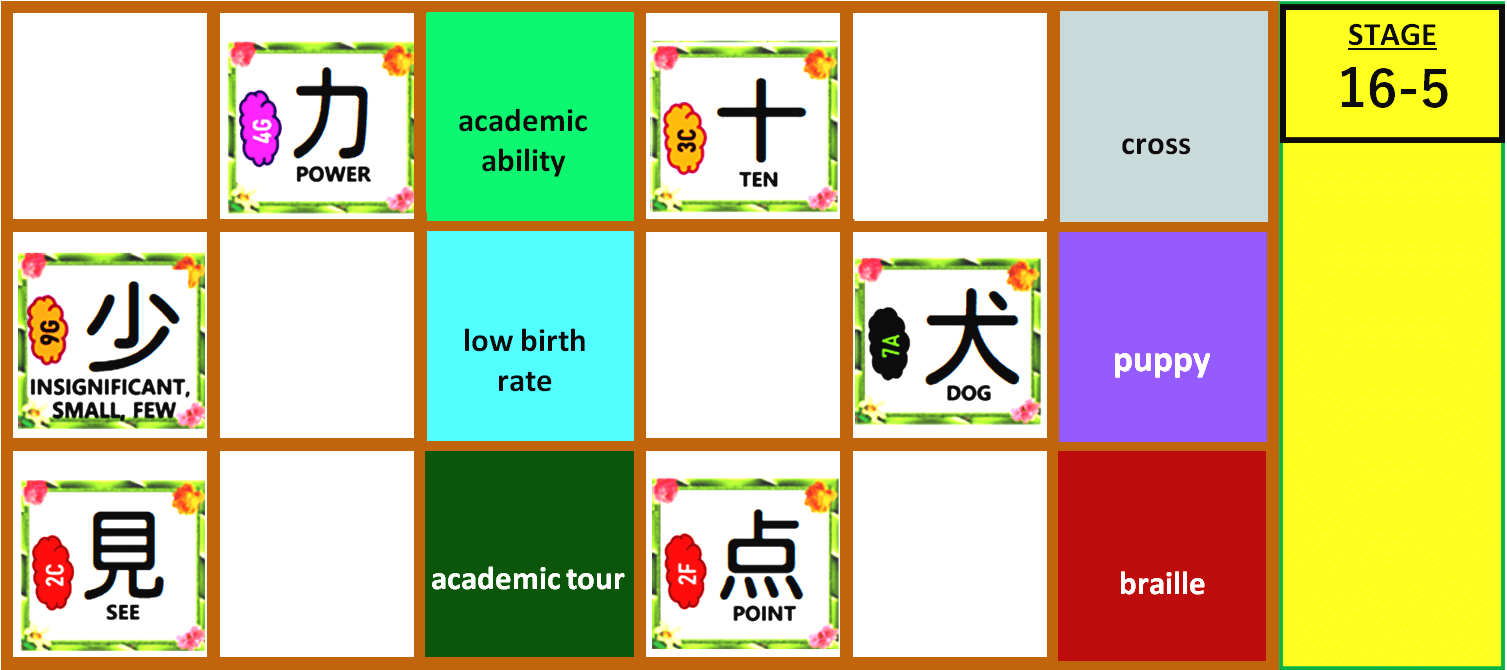 4G
力
POWER
academic
ability
3C
十
TEN
cross
STAGE
16-5
9G
少
INSIGNIFICANT,
SMALL, FEW
low birth
rate
7A
犬
DOG
puppy
2C
見
SEE
academic tour
2F
点
POINT
braille